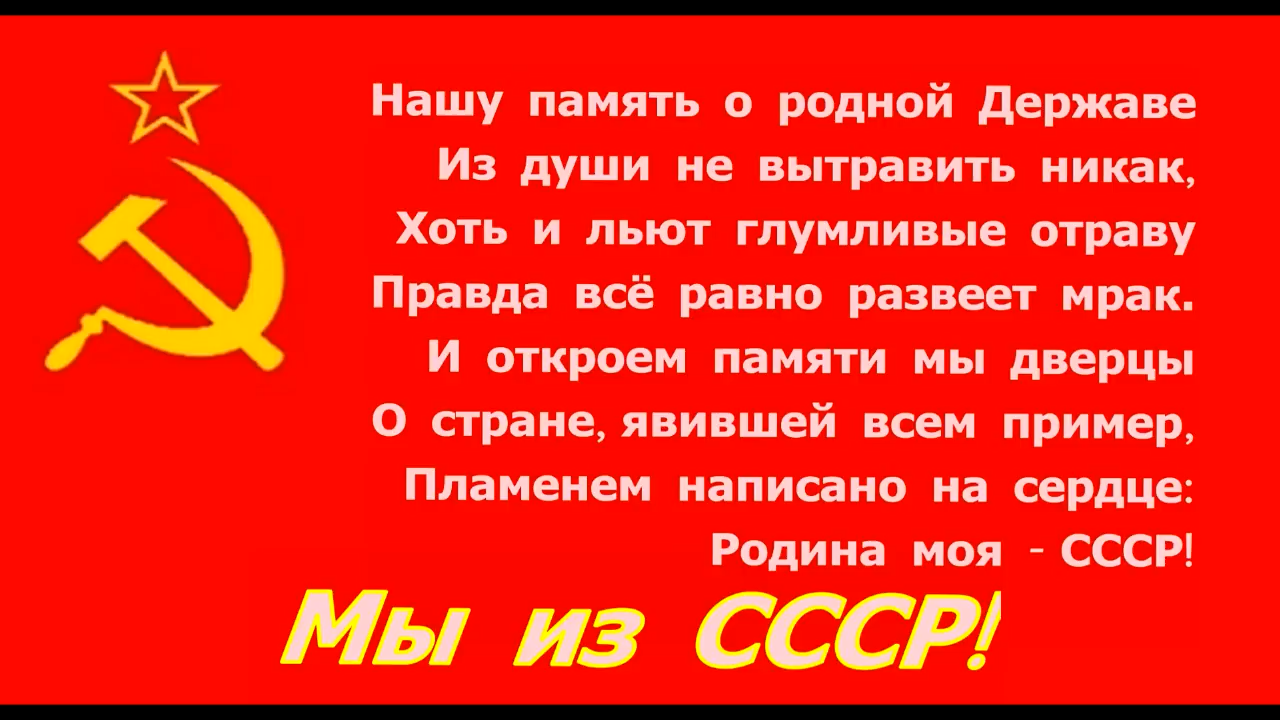 Нашу память о родной Державе
Из души не вытравить никак,
Хоть и льют глумливые отраву
Правда всё равно развеет мрак.
И откроем памяти мы дверцы
О стране, явившей всем пример,
Пламенем написано на сердце:
Родина моя - СССР!
Мы из СССР!